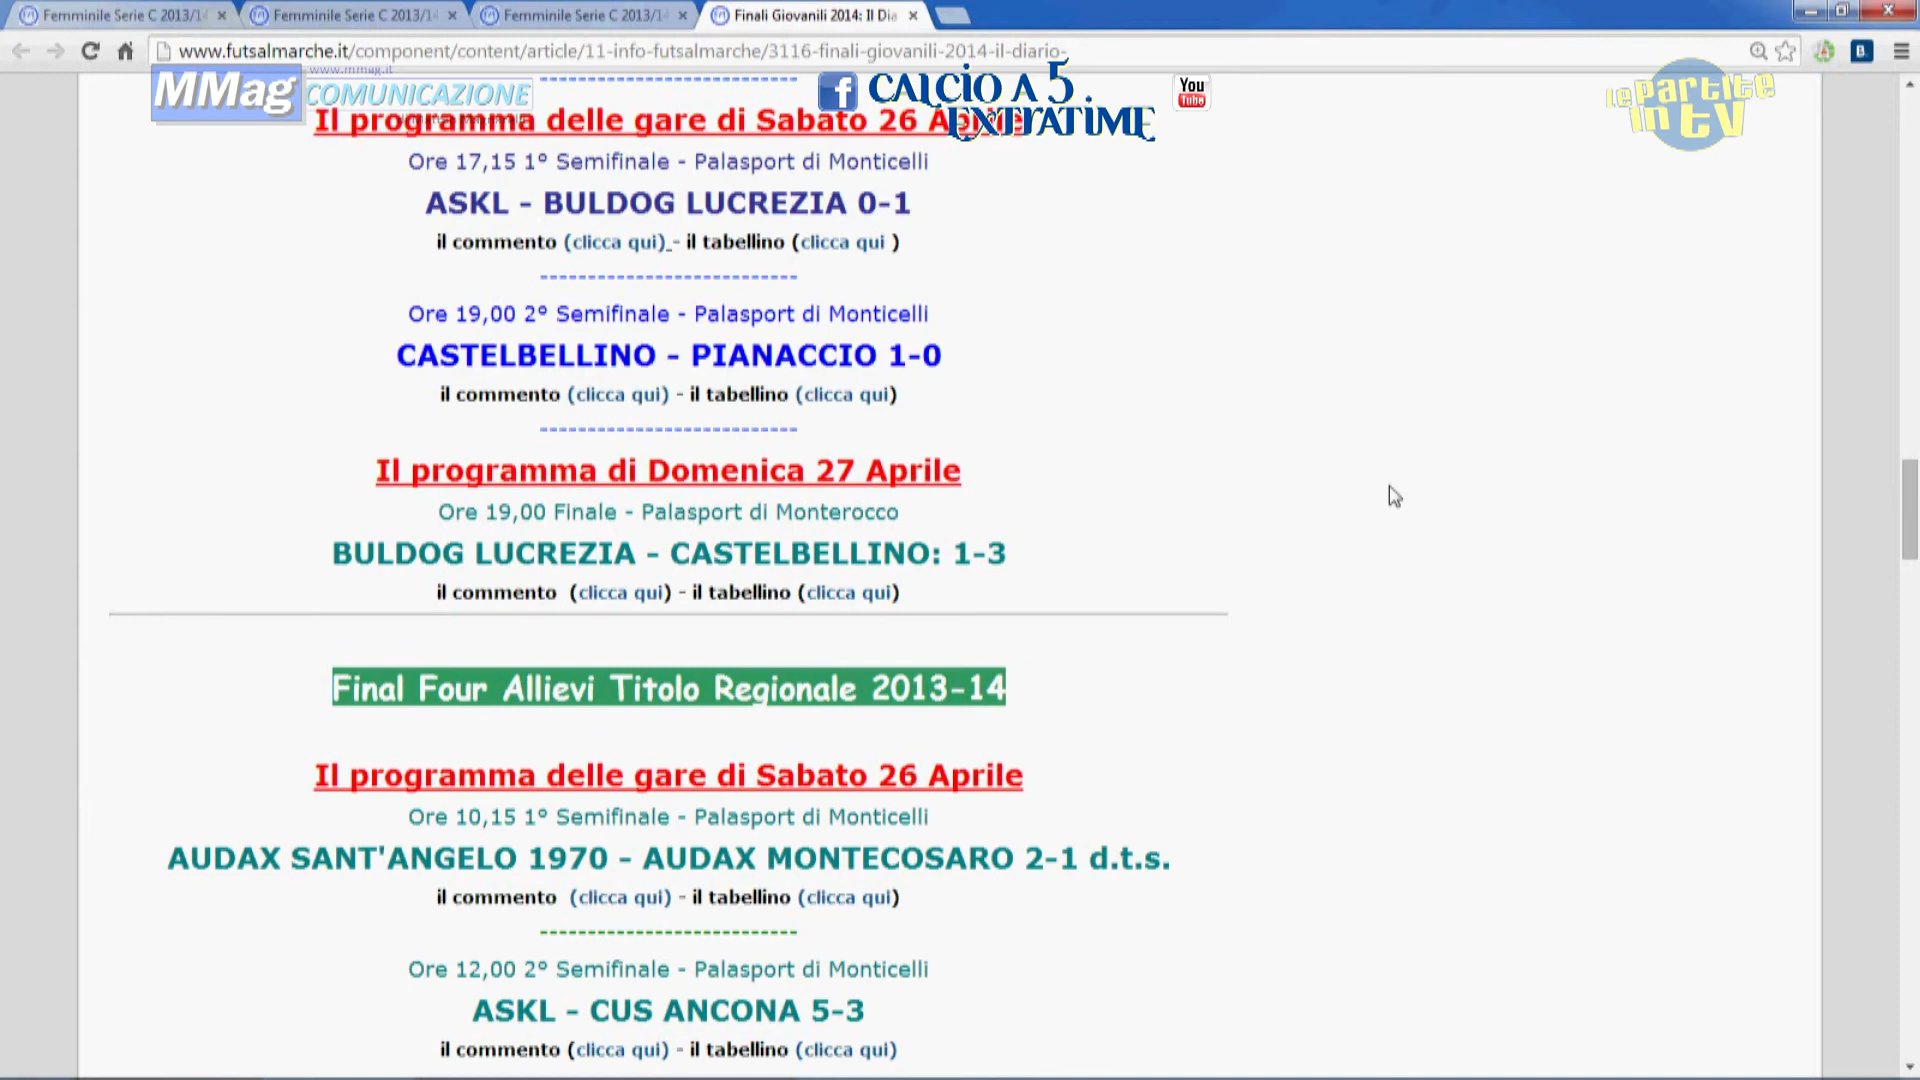 Femminile Serie C 2013/1
Femminile Serie C 2013/14
Femminile Serie C 2013/14
Finali Giovanili 2014: Il Dia
www.futsalmarche.it/component/content/article/11-info-futsalmarche/3116-finali-giovanili-2014-il-diario-
MMag
www.mmag.it
COMUNICAZIONE
CALCIO A 5
EXTRATIME
You
Tube
le partite
in tv
Il programma delle gare di Sabato 26 Aprile
Ore 17,15 1° Semifinale - Palasport di Monticelli
ASKL - BULDOG LUCREZIA 0-1
il commento (clicca qui) - il tabellino (clicca qui )
--------------------------
Ore 19,00 2° Semifinale - Palasport di Monticelli
CASTELBELLINO - PIANACCIO 1-0
il commento (clicca qui) - il tabellino (clicca qui)
--------------------------
Il programma di Domenica 27 Aprile
Ore 19,00 Finale - Palasport di Monterocco
BULDOG LUCREZIA - CASTELBELLINO: 1-3
il commento (clicca qui) - il tabellino (clicca qui)
Final Four Allievi Titolo Regionale 2013-14
Il programma delle gare di Sabato 26 Aprile
Ore 10,15 1° Semifinale - Palasport di Monticelli
AUDAX SANT'ANGELO 1970 - AUDAX MONTECOSARO 2-1 d.t.s.
il commento (clicca qui) - il tabellino (clicca qui)
--------------------------
Ore 12,00 2° Semifinale - Palasport di Monticelli
ASKL - CUS ANCONA 5-3
il commento (clicca qui) - il tabellino (clicca qui)